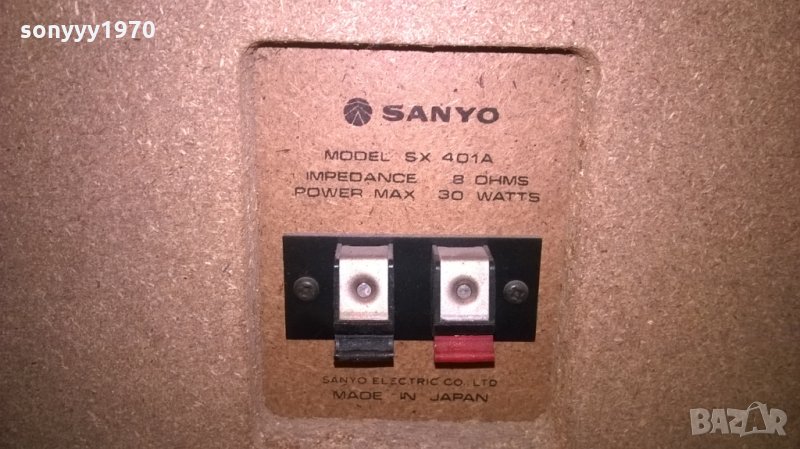 sonyyy1970
SANYO
MODEL SX 401A
IMPEDANCE 8 OHMS
POWER MAX 30 WATTS
SANYO ELECTRIC CO. LTD
MADE IN JAPAN
BAZAR